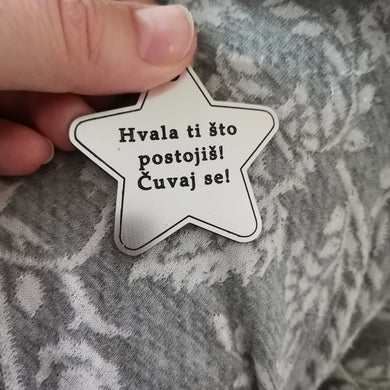 Hvala ti što
postojiš!
Čuvaj se!